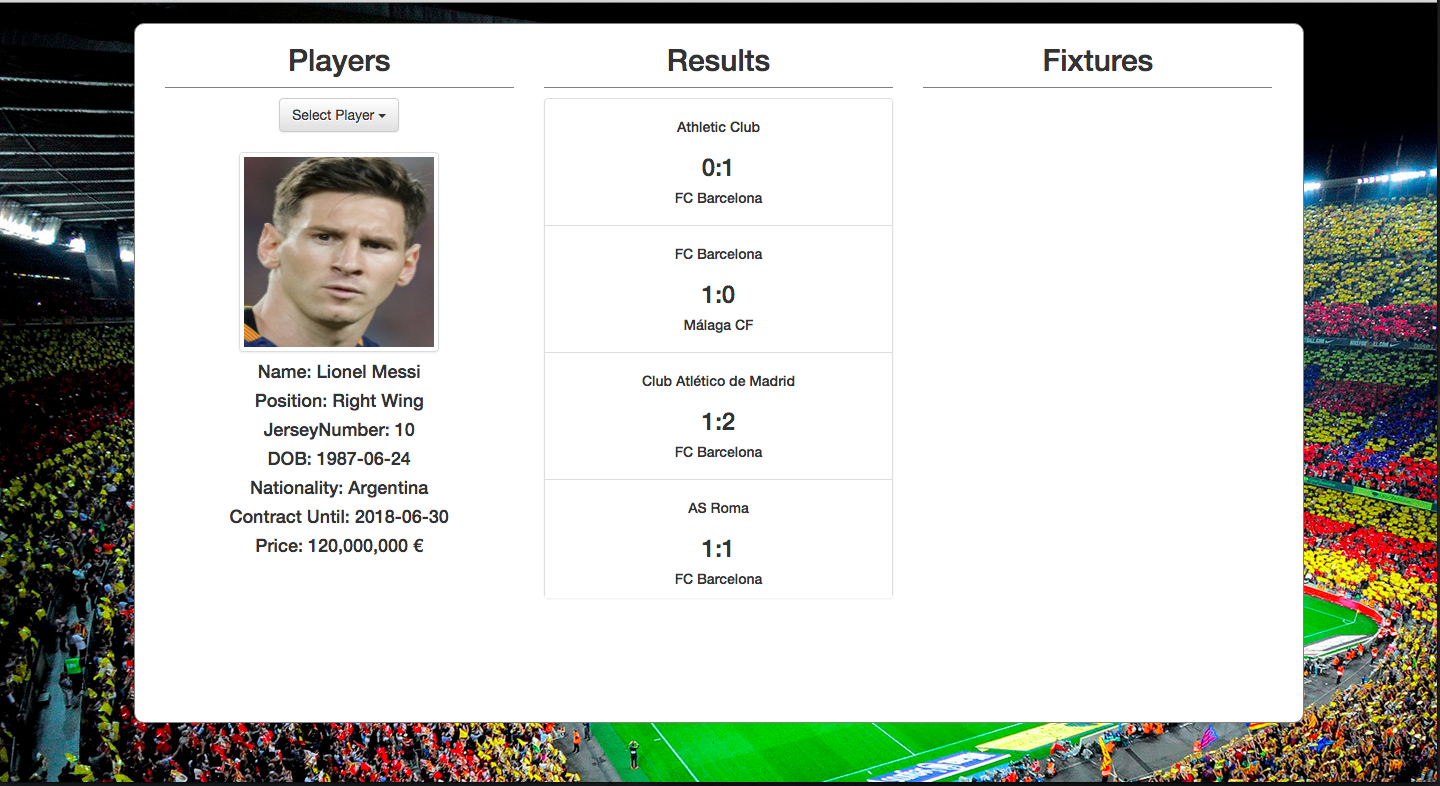 Players
Select Player
Name: Lionel Messi
Position: Right Wing
JerseyNumber: 10
DOB: 1987-06-24
Nationality: Argentina
Contract Until: 2018-06-30
Price: 120,000,000 €
Results
Athletic Club
0:1
FC Barcelona
FC Barcelona
1:0
Málaga CF
Club Atlético de Madrid
1:2
FC Barcelona
AS Roma
1:1
FC Barcelona
Fixtures